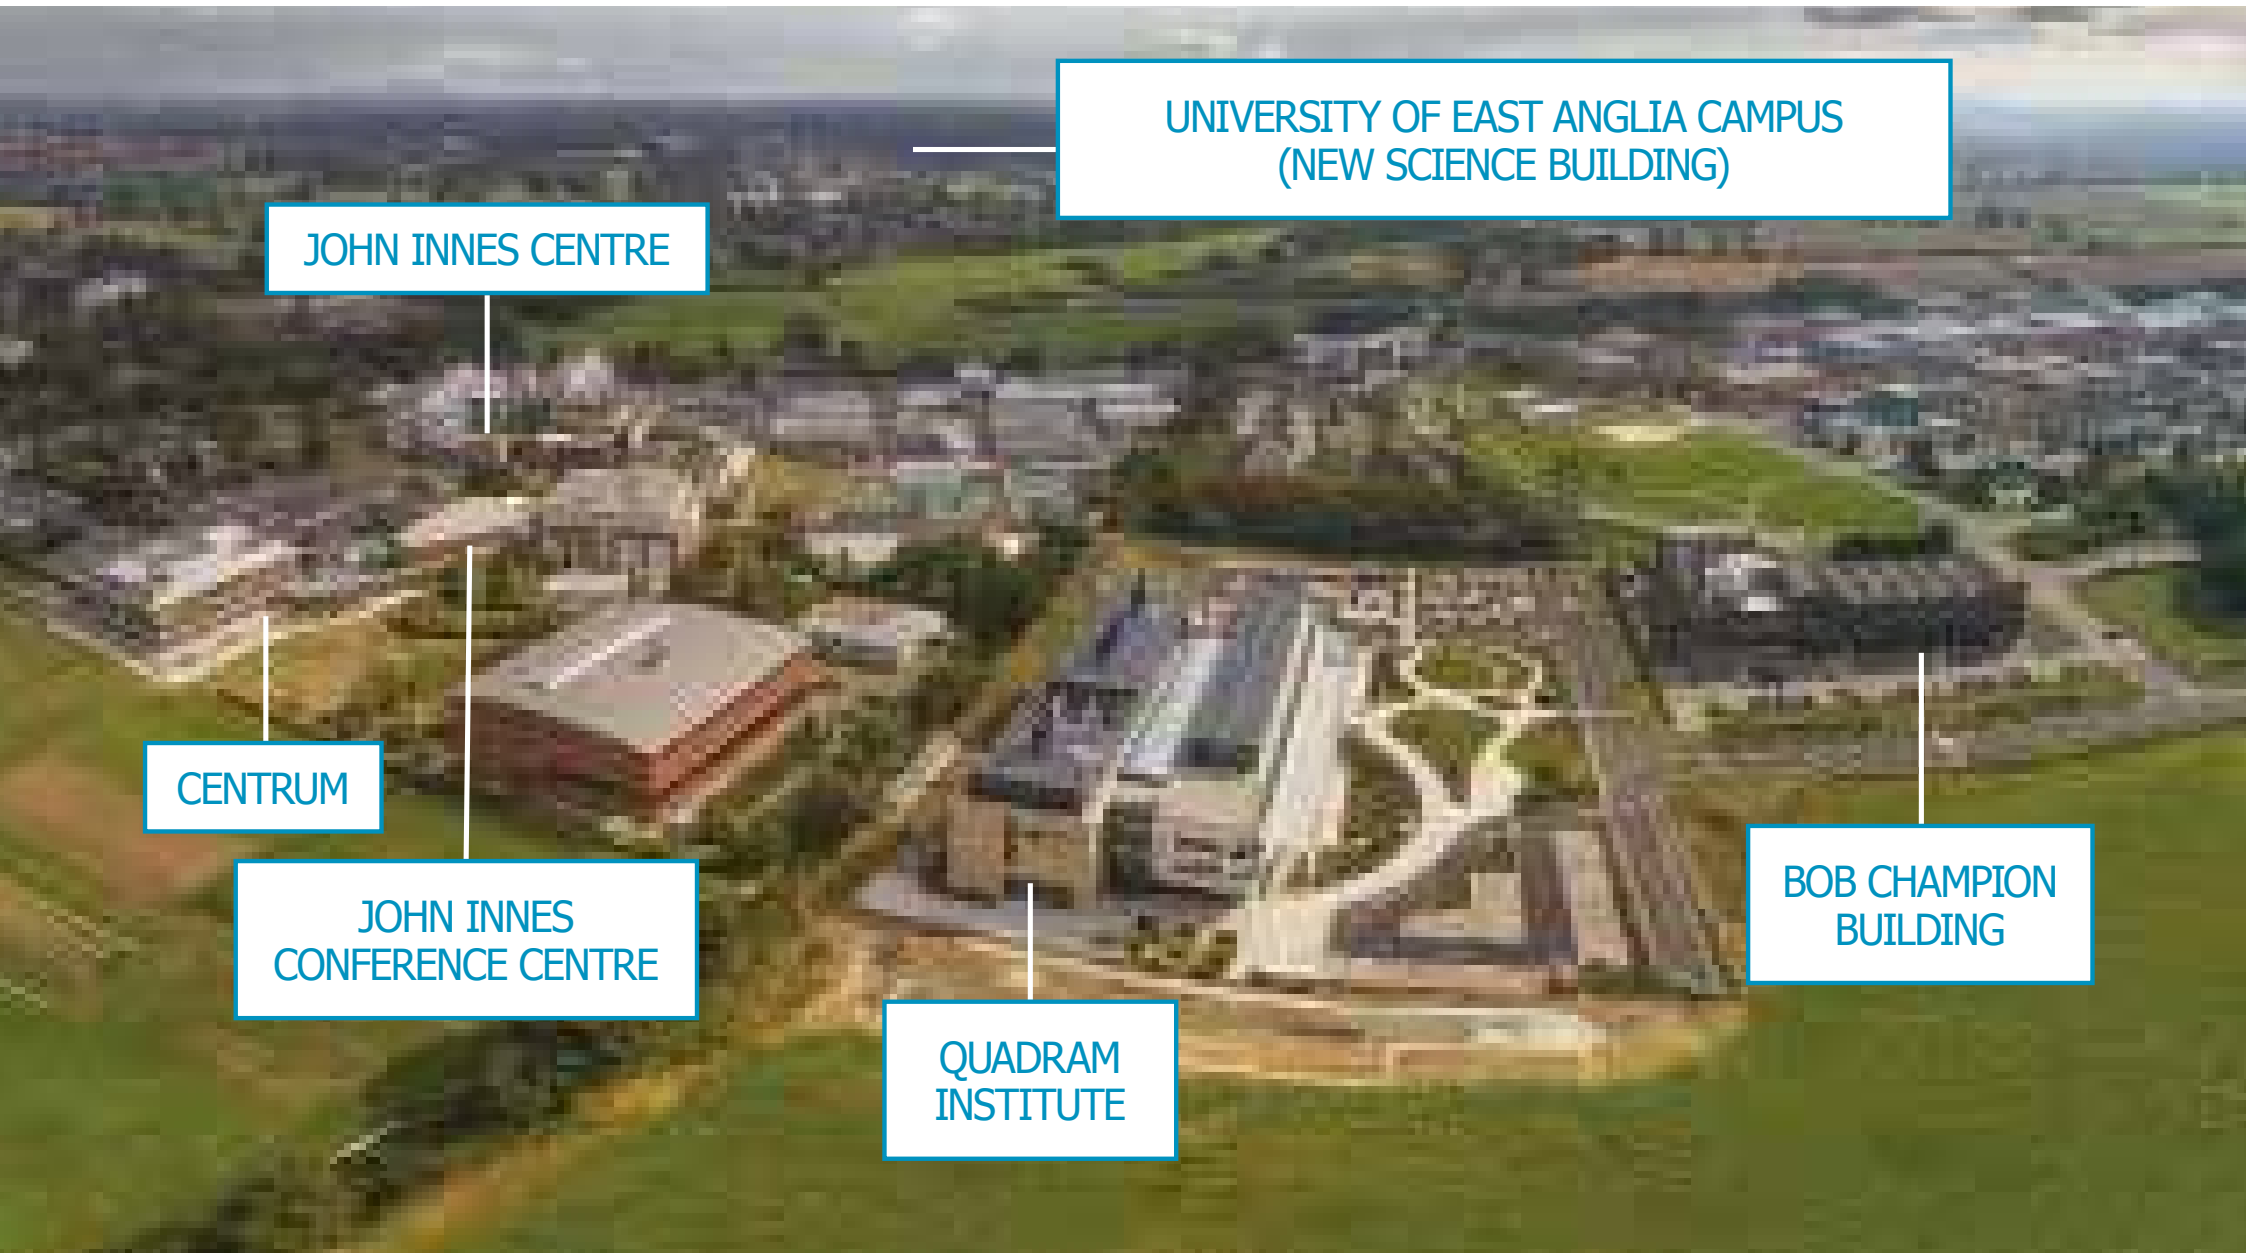 UNIVERSITY OF EAST ANGLIA CAMPUS
(NEW SCIENCE BUILDING)
JOHN INNES CENTRE
CENTRUM
JOHN INNES
CONFERENCE CENTRE
BOB CHAMPION
BUILDING
QUADRAM
INSTITUTE